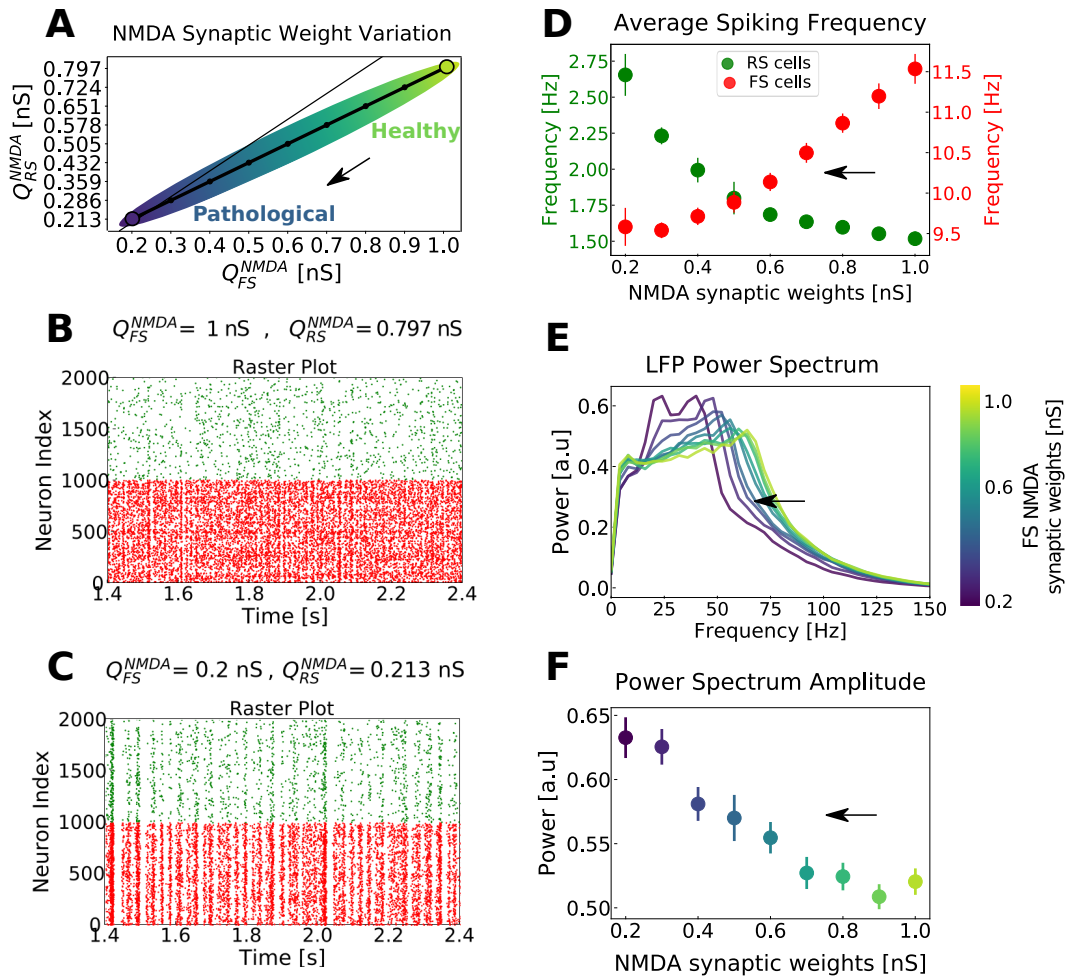 A
NMDA Synaptic Weight Variation
Q_RS^NMDA [nS]
0.797
0.724
0.651
0.578
0.505
0.432
0.359
0.286
0.213
Healthy
Pathological
0.2 0.3 0.4 0.5 0.6 0.7 0.8 0.9 1.0
Q_FS^NMDA [nS]
B
Q_FS^NMDA = 1 nS , Q_RS^NMDA = 0.797 nS
Raster Plot
Neuron Index
2000
1500
1000
500
0
1.4 1.6 1.8 2.0 2.2 2.4
Time [s]
C
Q_FS^NMDA = 0.2 nS , Q_RS^NMDA = 0.213 nS
Raster Plot
Neuron Index
2000
1500
1000
500
0
1.4 1.6 1.8 2.0 2.2 2.4
Time [s]
D
Average Spiking Frequency
Frequency [Hz]
2.75
2.50
2.25
2.00
1.75
1.50
RS cells
FS cells
11.5
11.0
10.5
10.0
9.5
Frequency [Hz]
0.2 0.4 0.6 0.8 1.0
NMDA synaptic weights [nS]
E
LFP Power Spectrum
Power [a.u]
0.6
0.4
0.2
0.0
0 25 50 75 100 125 150
Frequency [Hz]
1.0
0.6
0.2
FS NMDA
synaptic weights [nS]
F
Power Spectrum Amplitude
Power [a.u]
0.65
0.60
0.55
0.50
0.2 0.4 0.6 0.8 1.0
NMDA synaptic weights [nS]